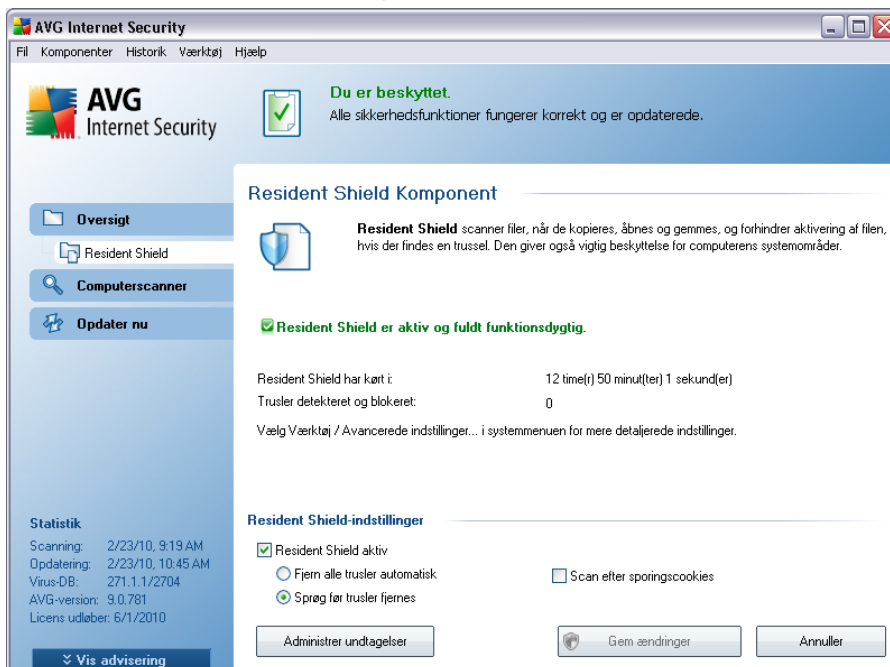 AVG Internet Security
Fil Komponenter Historik Værktøj Hjælp
AVG
Internet Security
Du er beskyttet.
Alle sikkerhedsfunktioner fungerer korrekt og er opdaterede.
Oversigt
Resident Shield
Computerscanner
Opdater nu
Resident Shield Komponent
Resident Shield scanner filer, når de kopieres, åbnes og gemmes, og forhindrer aktivering af filen,
hvis der findes en trussel. Den giver også vigtig beskyttelse for computerens systemområder.
Resident Shield er aktiv og fuldt funktionsdygtig.
Resident Shield har kørt i: 12 time(r) 50 minut(ter) 1 sekund(er)
Trusler detekteret og blokeret: 0
Vælg Værktøj / Avancerede indstillinger... i systemmenuen for mere detaljerede indstillinger.
Statistik
Scanning: 2/23/10, 9:19 AM
Opdatering: 2/23/10, 10:45 AM
Virus-DB: 271.1.1/2704
AVG-version: 9.0.781
Licens udløber: 6/1/2010
Vis advisering
Resident Shield-indstillinger
Resident Shield aktiv
Fjern alle trusler automatisk
Scan efter sporingscookies
Sprøg før trusler fjernes
Administrer undtagelser
Gem ændringer
Annuller